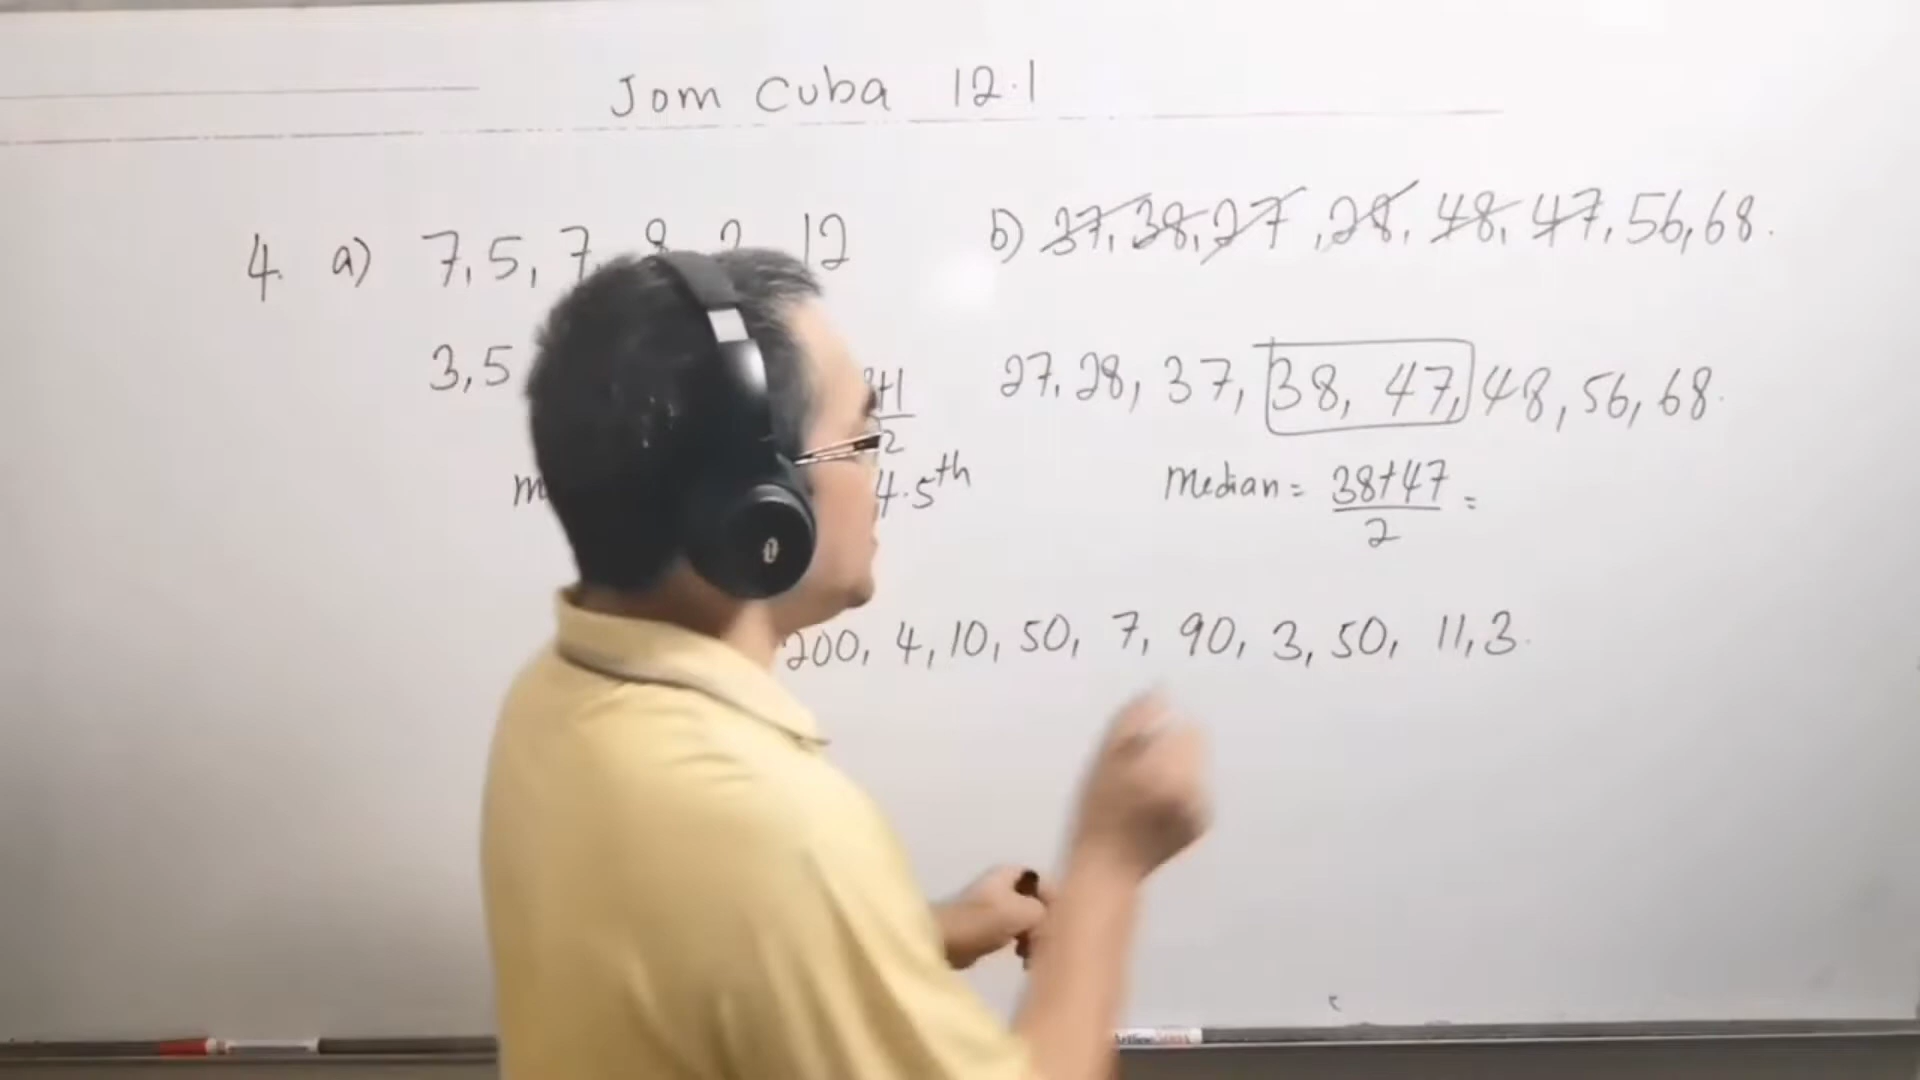 Jom Cuba 12.1
4. a) 7, 5, 7, 8, 12
3, 5
+1
2
4.5th
b) 37, 38, 27, 28, 48, 47, 56, 68.
27, 28, 37, 38, 47, 48, 56, 68.
Median = 38+47
2
=
200, 4, 10, 50, 7, 90, 3, 50, 11, 3.